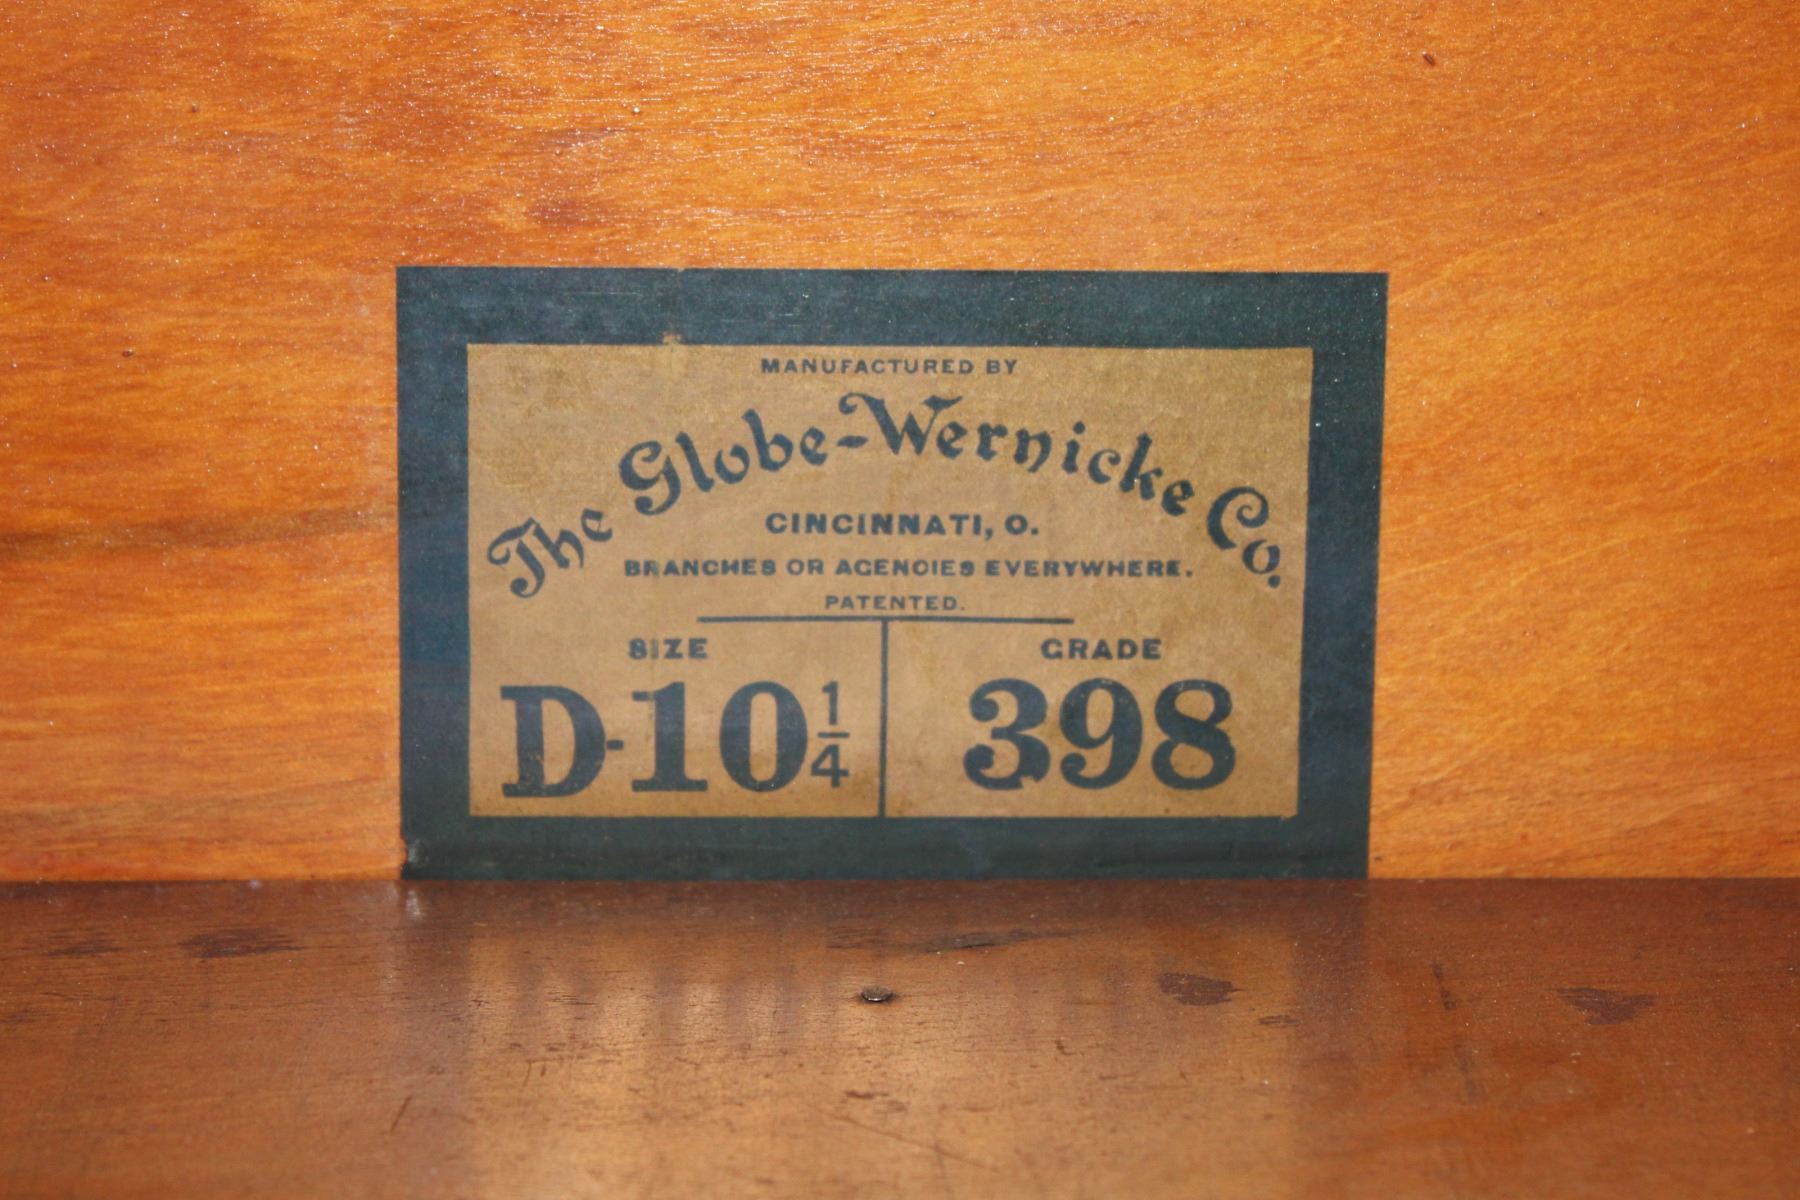 MANUFACTURED BY
The Globe-Wernicke Co.
CINCINNATI, O.
BRANCHES OR AGENCIES EVERYWHERE.
PATENTED.
SIZE GRADE
D-10 1/4 398